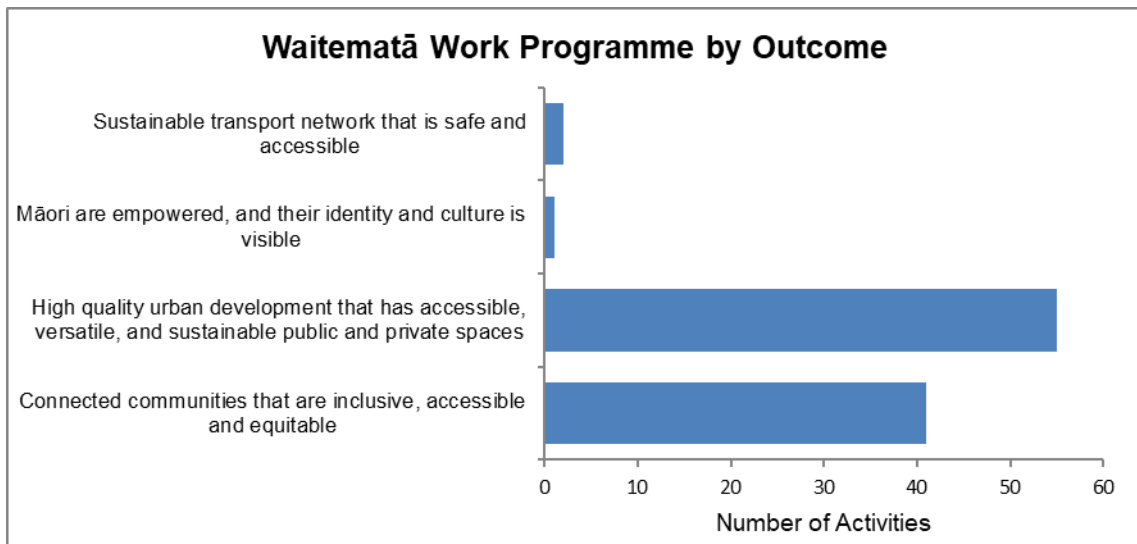 Waitematā Work Programme by Outcome
Sustainable transport network that is safe and
accessible
Māori are empowered, and their identity and culture is
visible
High quality urban development that has accessible,
versatile, and sustainable public and private spaces
Connected communities that are inclusive, accessible
and equitable
0 10 20 30 40 50 60
Number of Activities